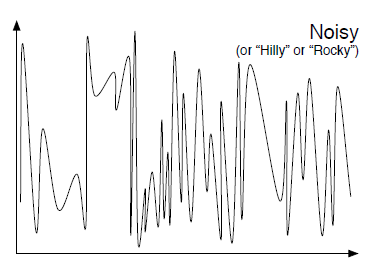 Noisy
(or “Hilly” or “Rocky”)